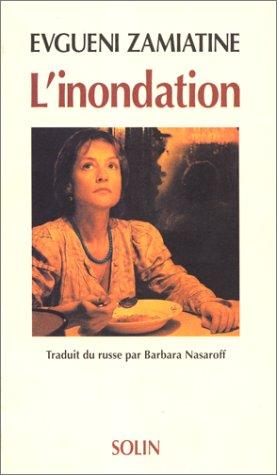 EVGUENI ZAMIATINE
L'inondation
Traduit du russe par Barbara Nasaroff
SOLIN